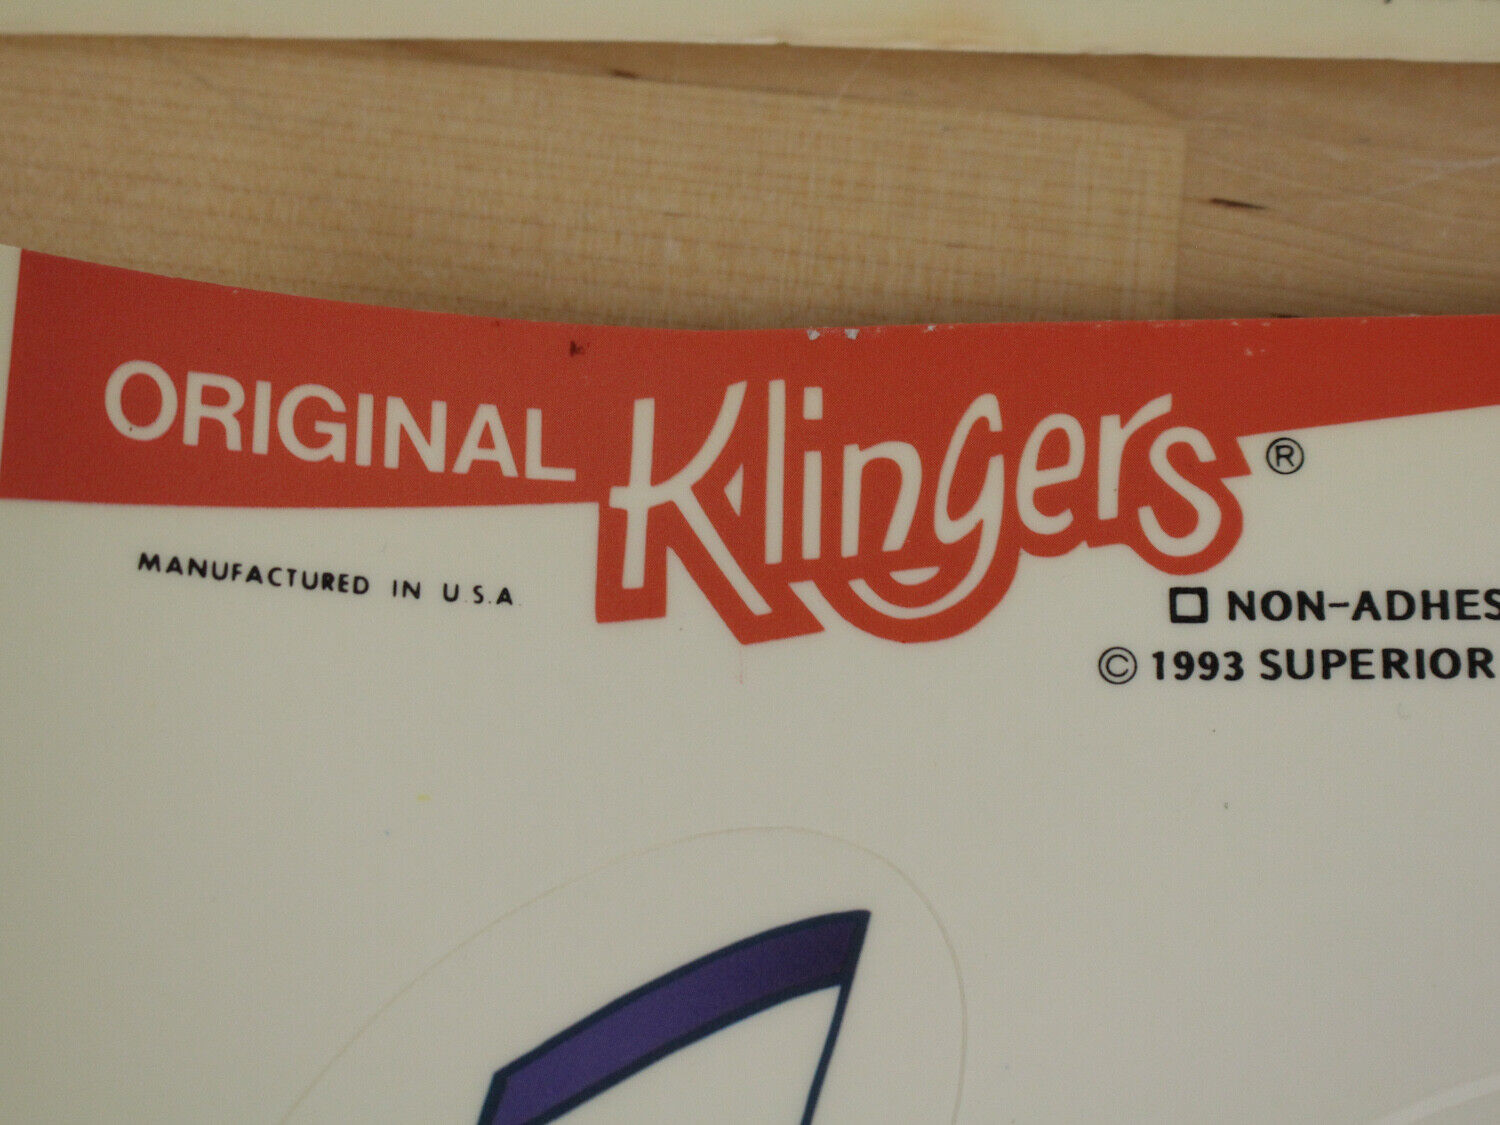 ORIGINAL Klingers ®
MANUFACTURED IN U.S.A.
NON-ADHES
© 1993 SUPERIOR